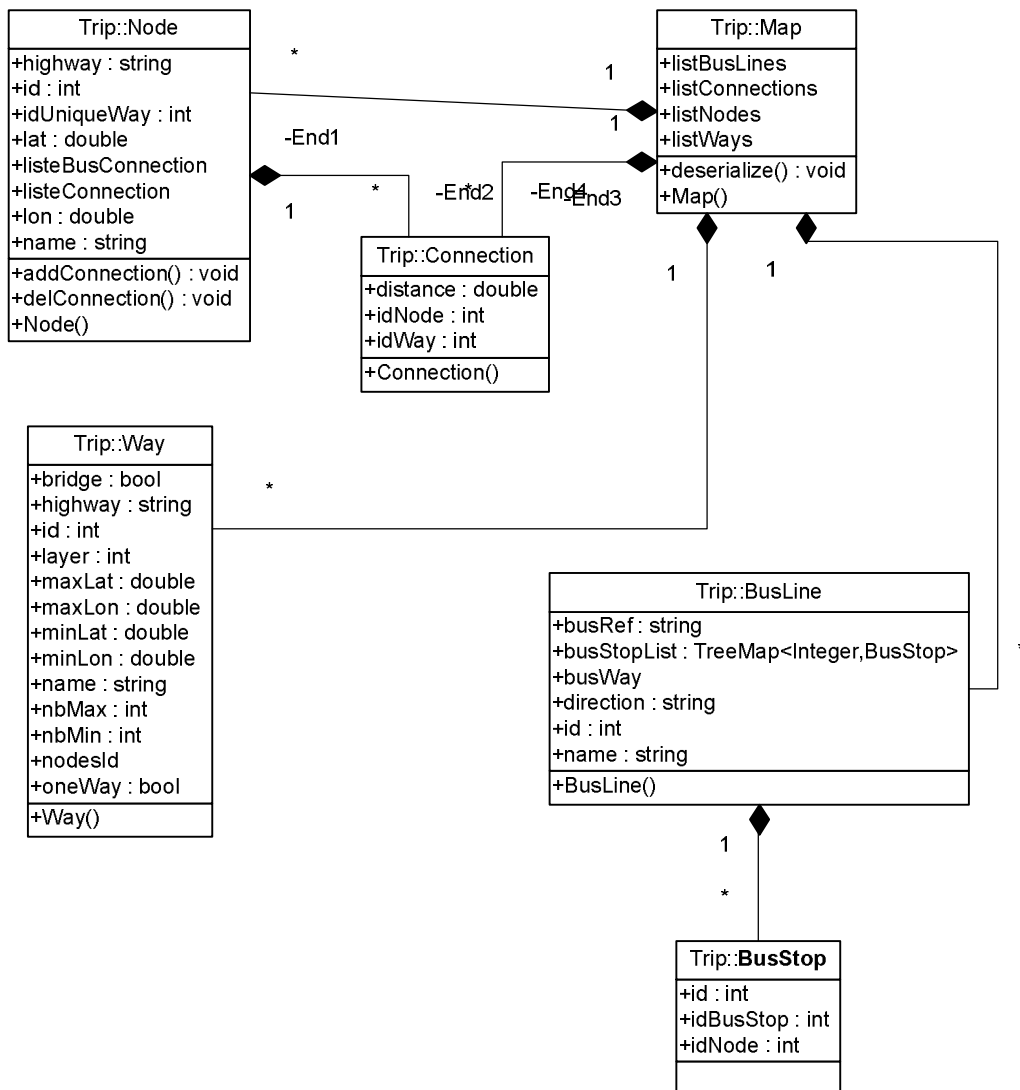 Trip::Node
+highway : string
+id : int
+idUniqueWay : int
+lat : double
+listeBusConnection
+listeConnection
+lon : double
+name : string
+addConnection() : void
+delConnection() : void
+Node()
*
1
Trip::Map
+listBusLines
+listConnections
+listNodes
+listWays
+deserialize() : void
+Map()
1
-End1
*
1
-End2
*
-End4
-End3
1
1
Trip::Connection
+distance : double
+idNode : int
+idWay : int
+Connection()
Trip::Way
+bridge : bool
+highway : string
+id : int
+layer : int
+maxLat : double
+maxLon : double
+minLat : double
+minLon : double
+name : string
+nbMax : int
+nbMin : int
+nodesId
+oneWay : bool
+Way()
*
Trip::BusLine
+busRef : string
+busStopList : TreeMap<Integer,BusStop>
+busWay
+direction : string
+id : int
+name : string
+BusLine()
*
1
*
Trip::BusStop
+id : int
+idBusStop : int
+idNode : int